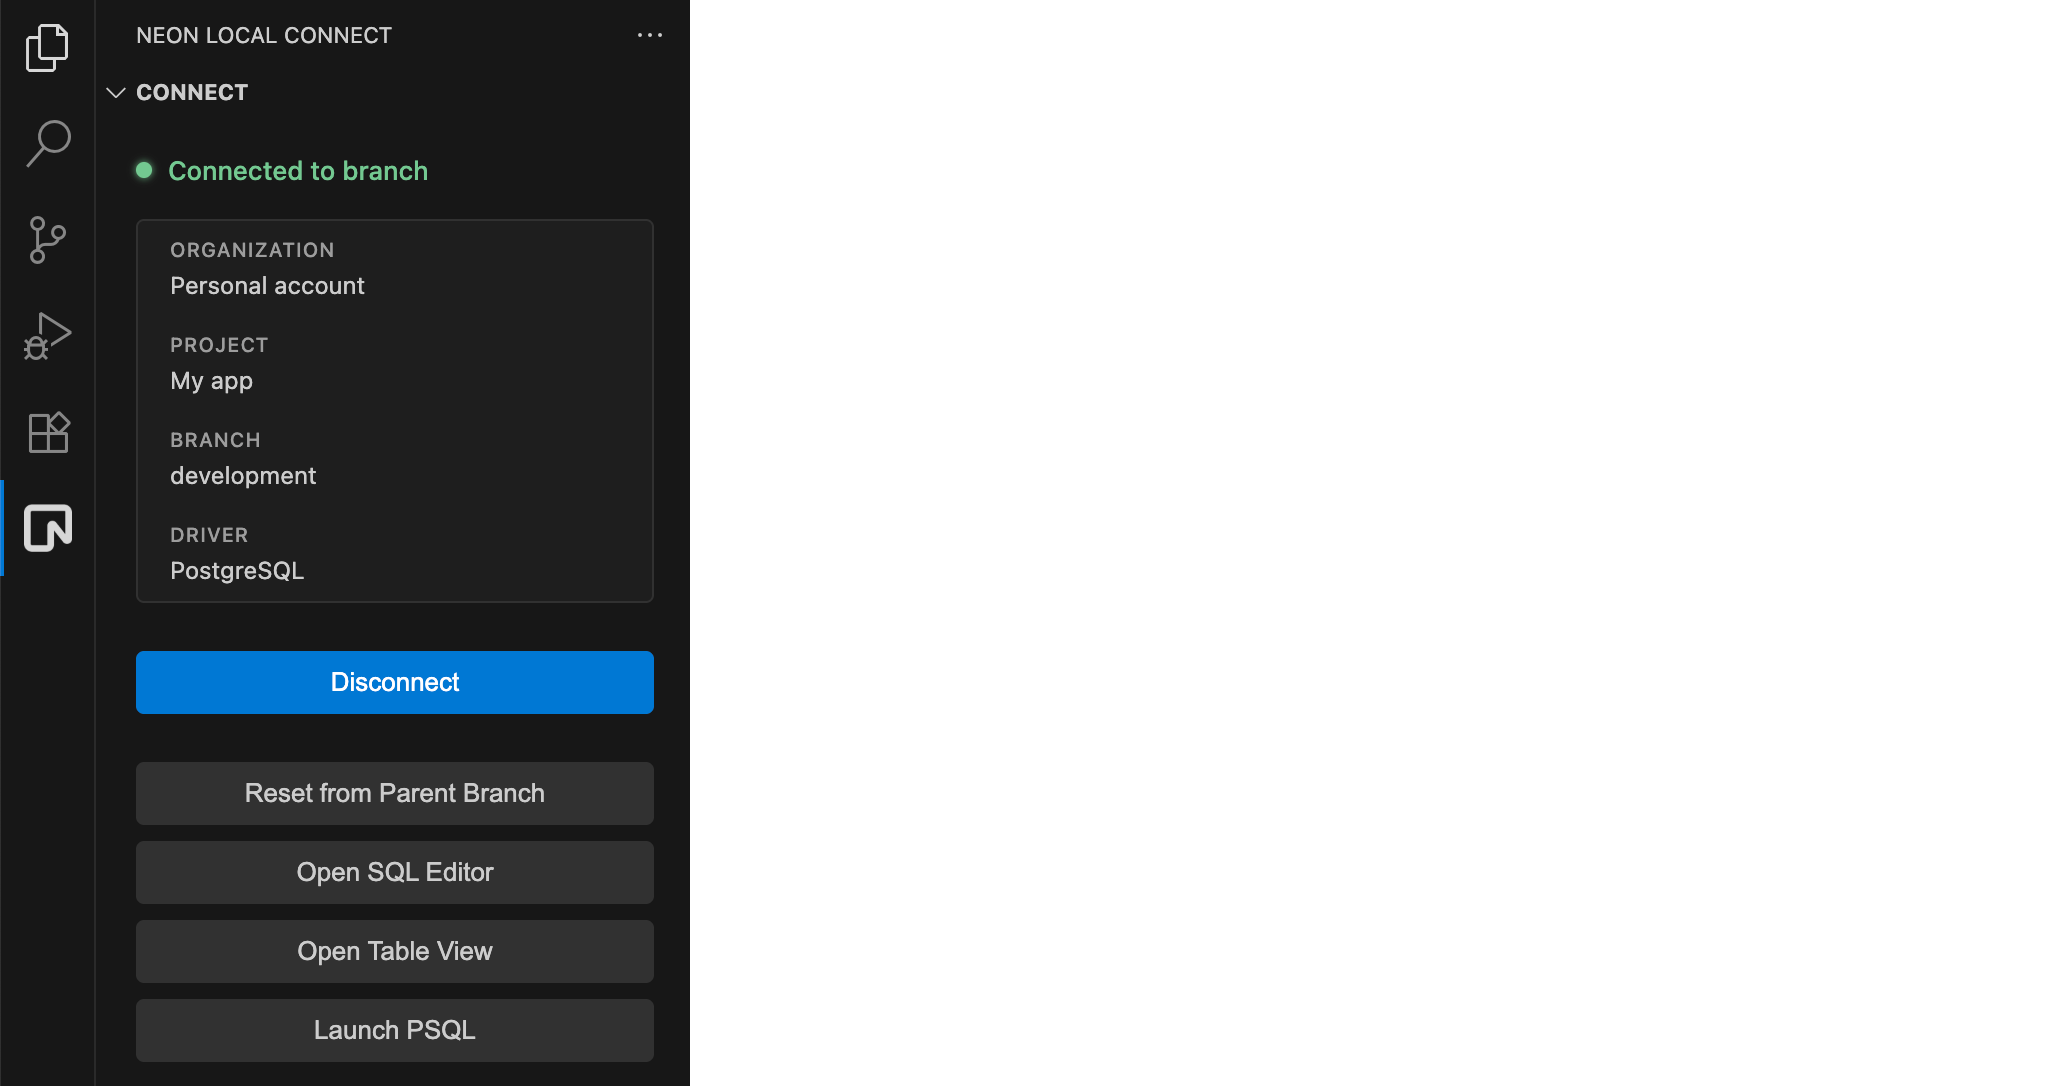 NEON LOCAL CONNECT
CONNECT
Connected to branch
ORGANIZATION
Personal account
PROJECT
My app
BRANCH
development
DRIVER
PostgreSQL
Disconnect
Reset from Parent Branch
Open SQL Editor
Open Table View
Launch PSQL